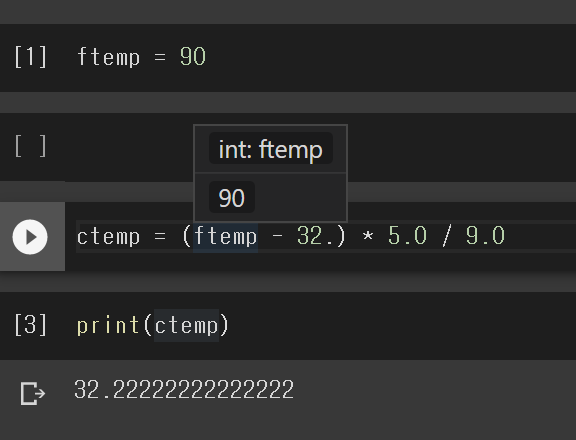 [1] ftemp = 90
[ ]
int: ftemp
90
ctemp = (ftemp - 32.) * 5.0 / 9.0
[3] print(ctemp)
32.22222222222222